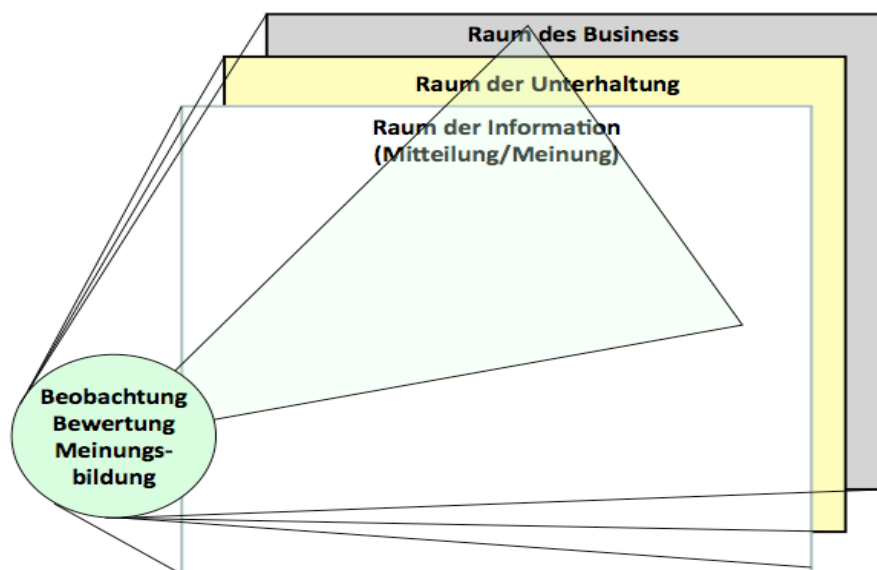 Raum des Business
Raum der Unterhaltung
Raum der Information
(Mitteilung/Meinung)
Beobachtung
Bewertung
Meinungs-
bildung